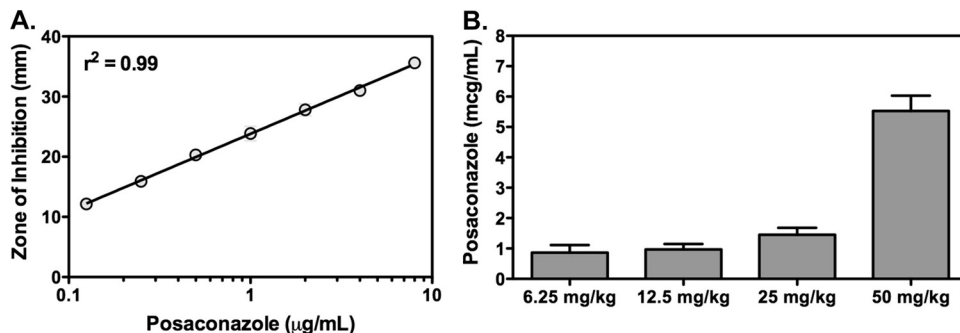 A.
r² = 0.99
Zone of Inhibition (mm)
40
30
20
10
0
0.1
1
10
Posaconazole (μg/mL)
B.
Posaconazole (mcg/mL)
8
7
6
5
4
3
2
1
0
6.25 mg/kg
12.5 mg/kg
25 mg/kg
50 mg/kg